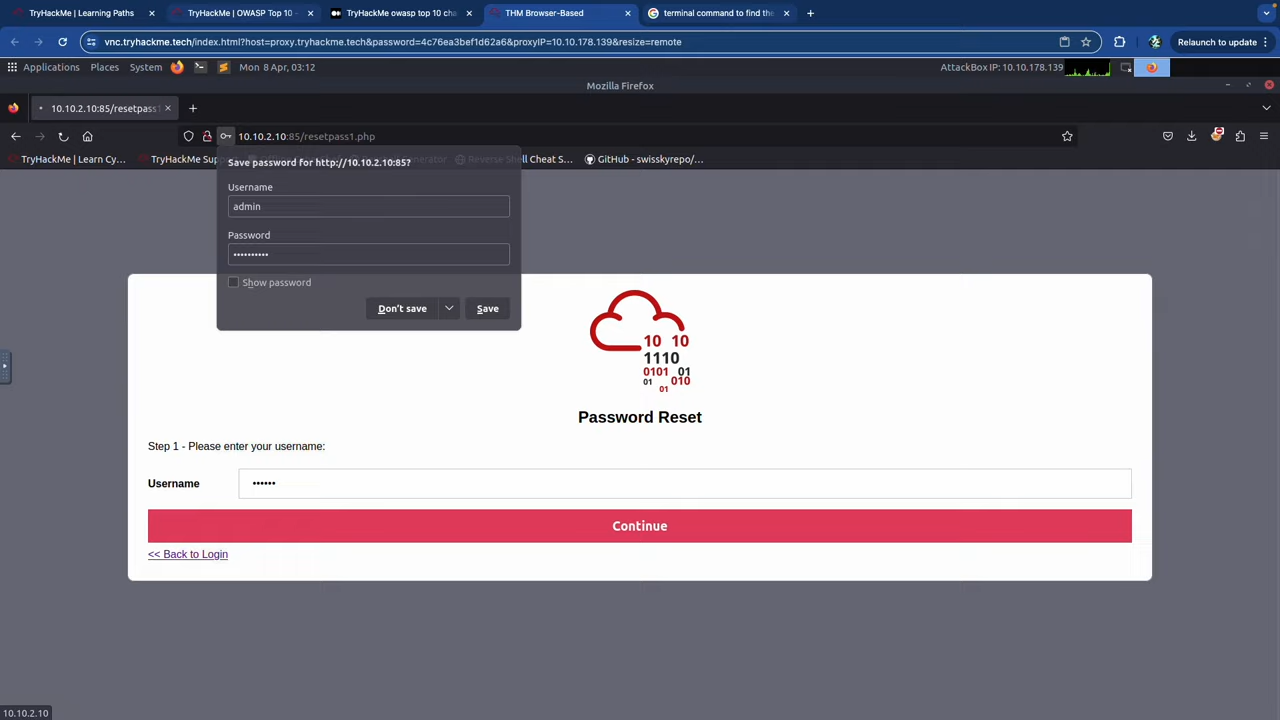 TryHackMe | Learning Paths
TryHackMe | OWASP Top 10 -
TryHackMe owasp top 10 cha
THM Browser-Based
terminal command to find the
vnc.tryhackme.tech/index.html?host=proxy.tryhackme.tech&password=4c76ea3bef1d62a6&proxyIP=10.10.178.139&resize=remote
Relaunch to update
Applications Places System Mon 8 Apr, 03:12 AttackBox IP: 10.10.178.139
Mozilla Firefox
10.10.2.10:85/resetpass1
10.10.2.10:85/resetpass1.php
TryHackMe | Learn Cy… TryHackMe Sup Reverse Shell Cheat S… GitHub - swisskyrepo/…
Save password for http://10.10.2.10:85?
Username
admin
Password
••••••••••
Show password
Don't save
Save
10 10
1110
0101 01
01 010
01
Password Reset
Step 1 - Please enter your username:
Username ••••••
Continue
<< Back to Login
10.10.2.10